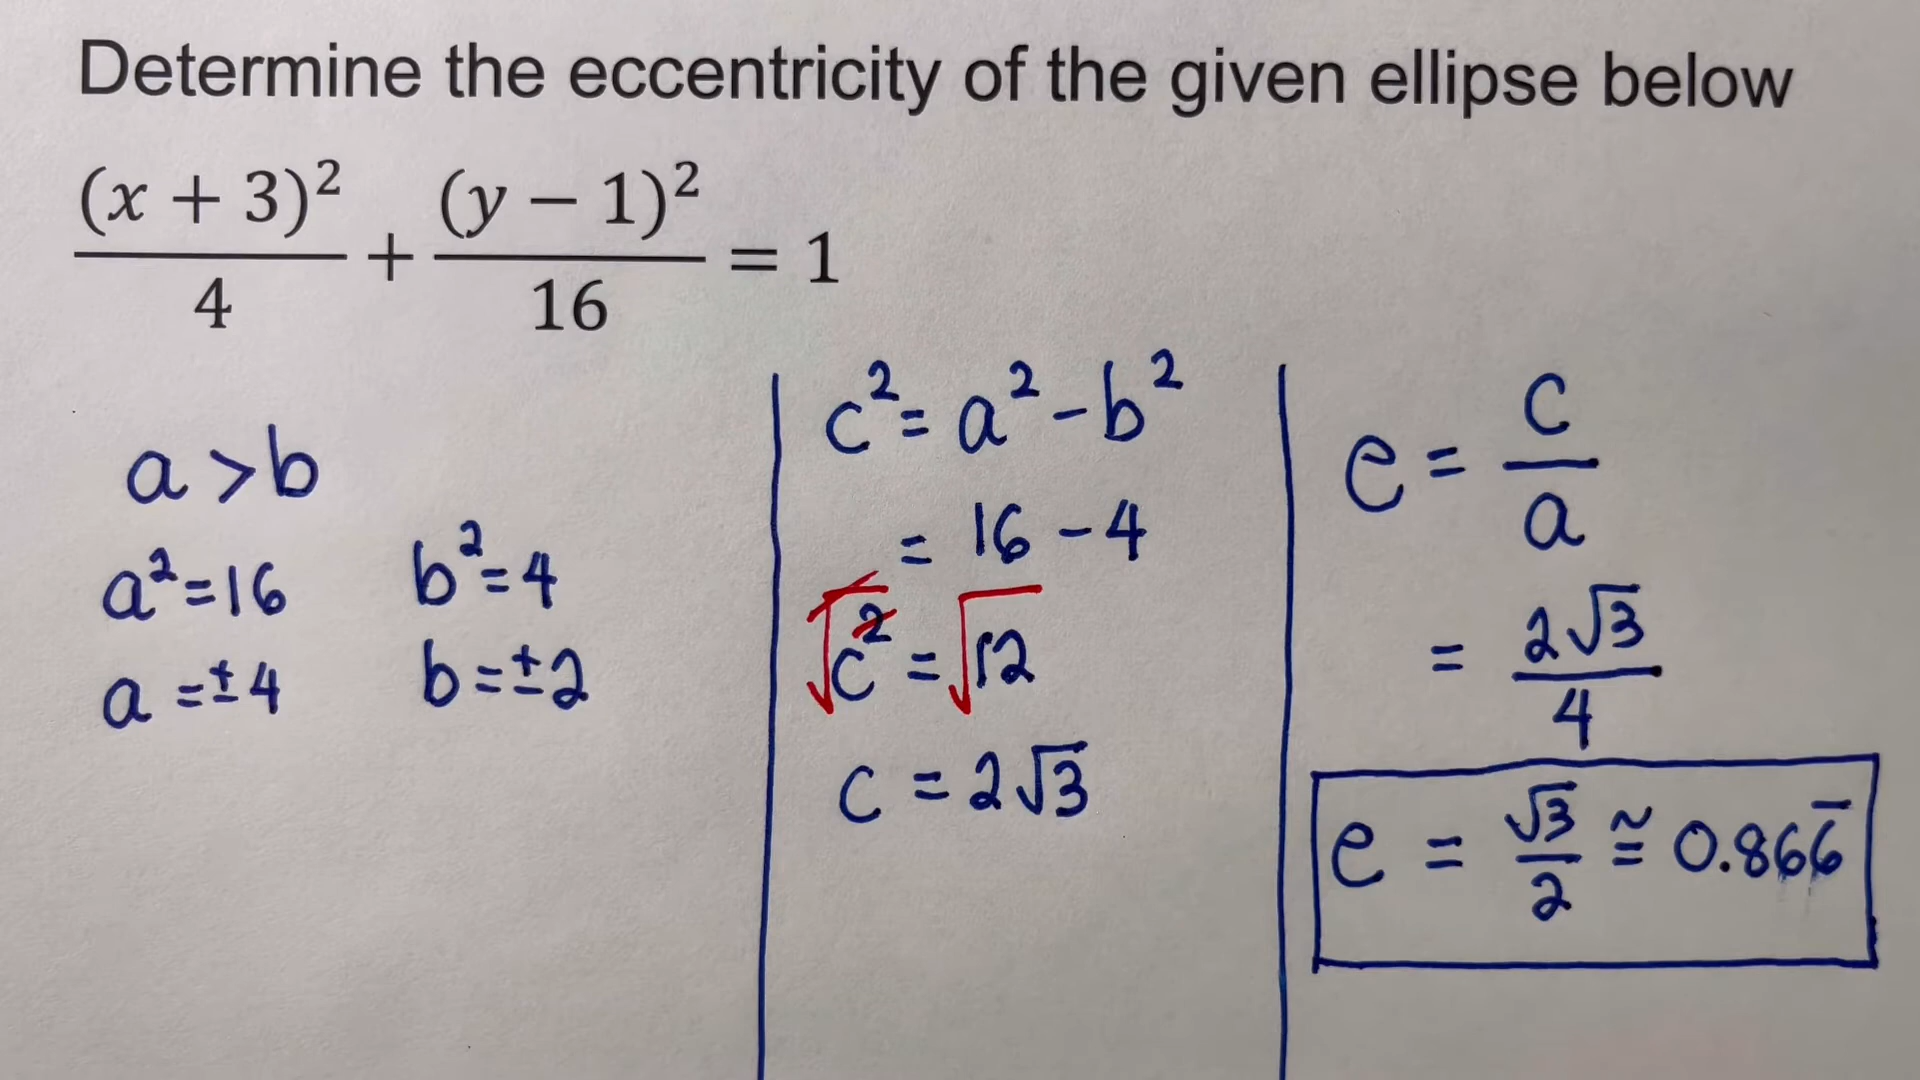 Determine the eccentricity of the given ellipse below
(x + 3)² / 4 + (y − 1)² / 16 = 1
a > b
a² = 16    b² = 4
a = ±4    b = ±2
c² = a² − b²
= 16 − 4
√c² = √12
c = 2√3
e = c/a
= 2√3/4
e = √3/2 ≅ 0.866̅